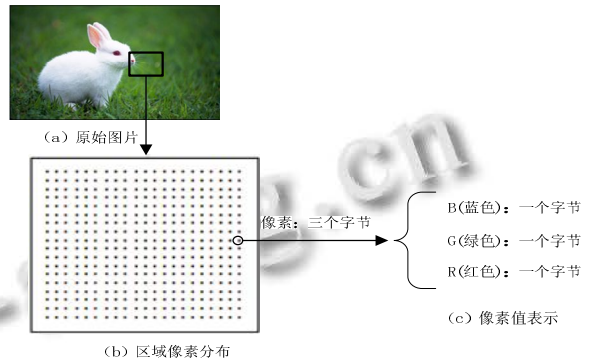 （a）原始图片
像素：三个字节
B(蓝色)：一个字节
G(绿色)：一个字节
R(红色)：一个字节
（c）像素值表示
（b）区域像素分布
g.cn